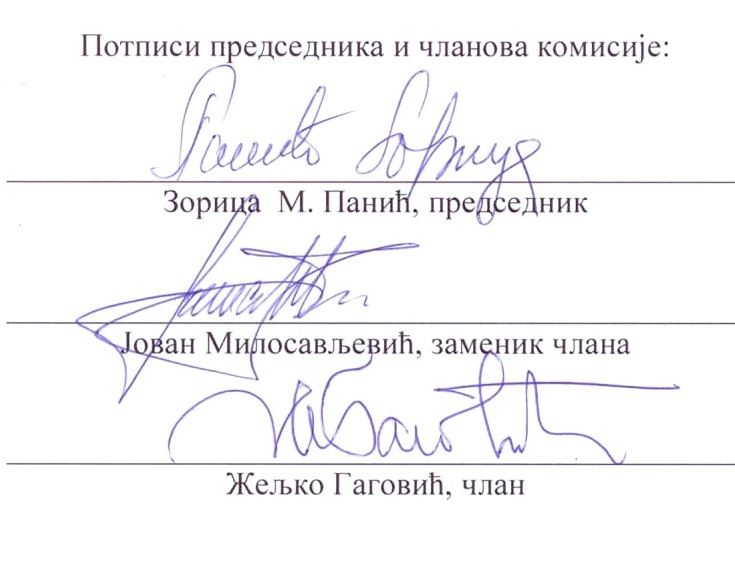 Потписи председника и чланова комисије:
Зорица М. Панић, председник
Јован Милосављевић, заменик члана
Жељко Гаговић, члан